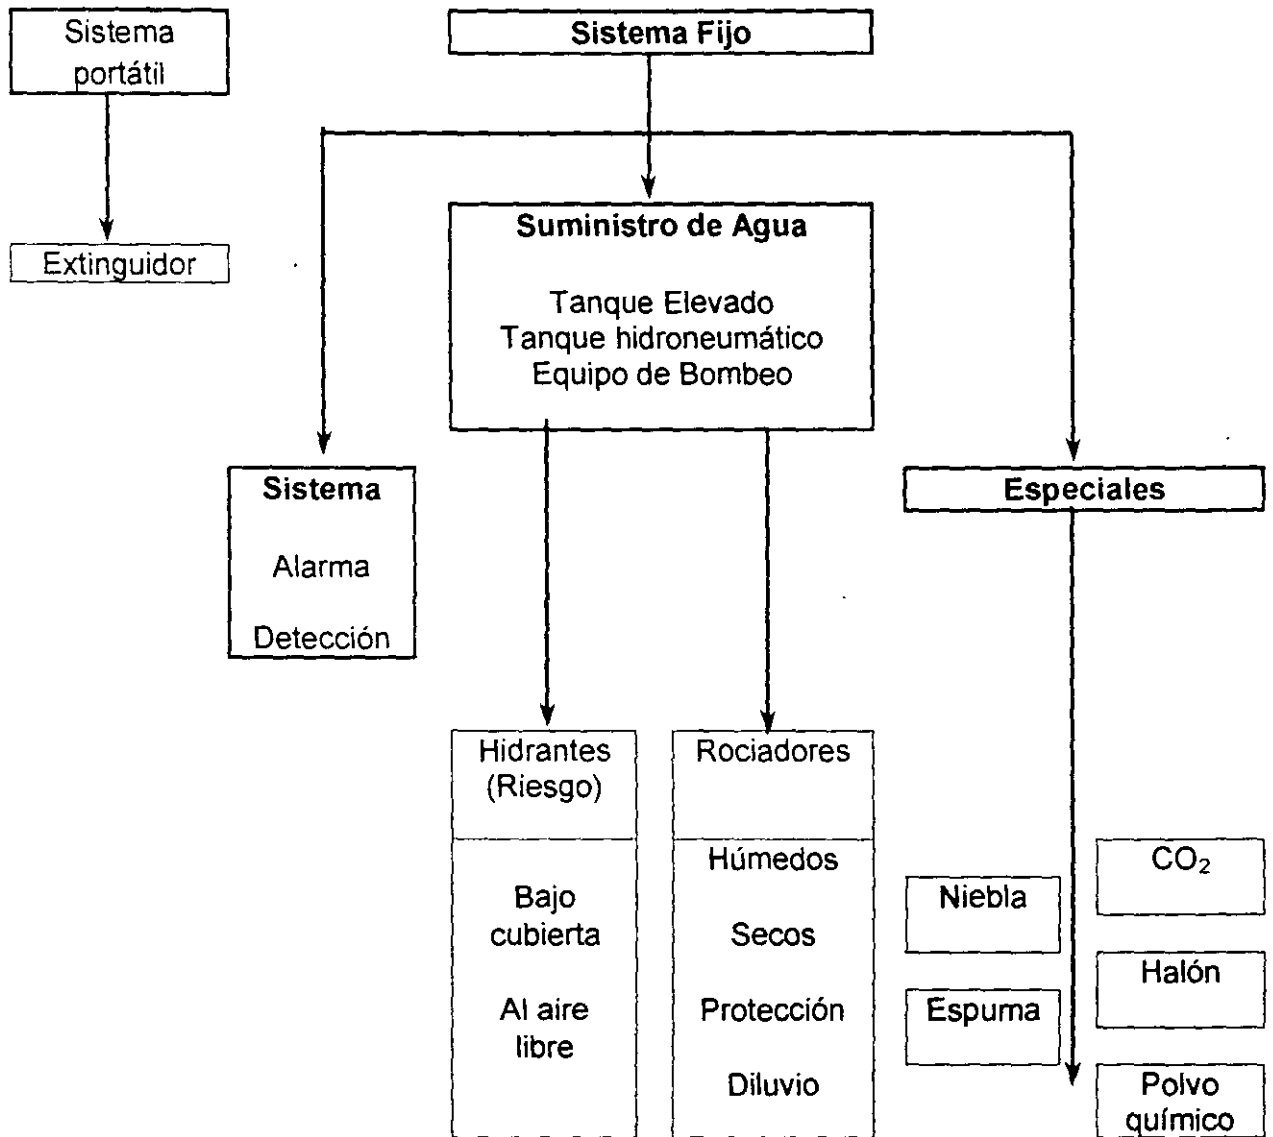 Sistema
portátil
Sistema Fijo
Extinguidor
Suministro de Agua
Tanque Elevado
Tanque hidroneumático
Equipo de Bombeo
Sistema
Alarma
Detección
Especiales
Hidrantes
(Riesgo)
Bajo
cubierta
Al aire
libre
Rociadores
Húmedos
Secos
Protección
Diluvio
Niebla
Espuma
CO₂
Halón
Polvo
químico